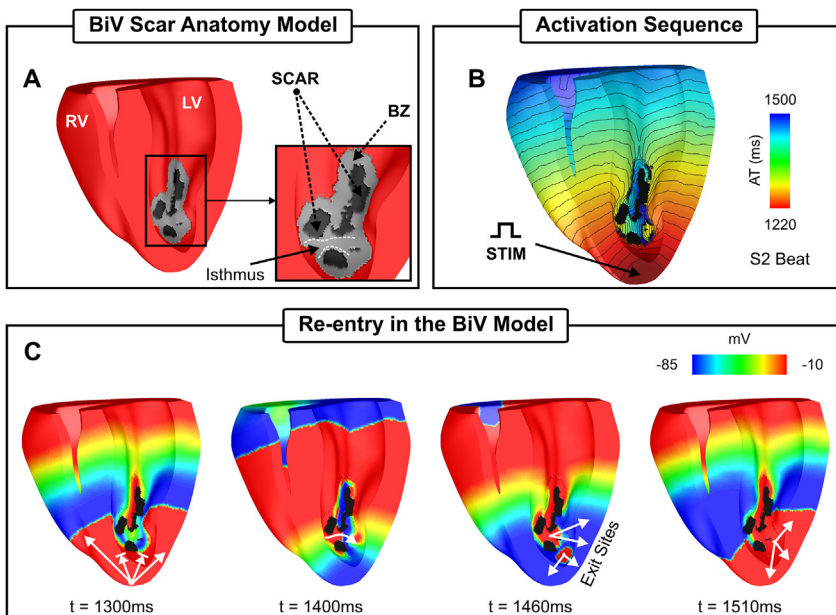 BiV Scar Anatomy Model
A
SCAR
RV
LV
BZ
Isthmus
Activation Sequence
B
1500
AT (ms)
1220
STIM
S2 Beat
Re-entry in the BiV Model
C
mV
-85
-10
Exit Sites
t = 1300ms
t = 1400ms
t = 1460ms
t = 1510ms